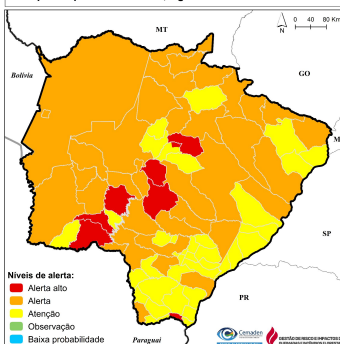 MT
0 40 80 Km
N
Bolivia
GO
M
SP
Níveis de alerta:
Alerta alto
Alerta
Atenção
Observação
Baixa probabilidade
PR
Paraguai
Cemaden